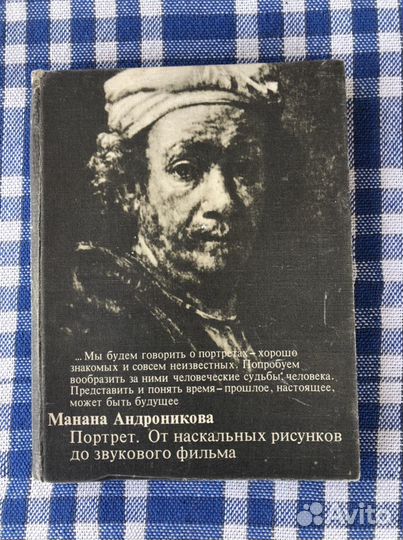 ... Мы будем говорить о портретах – хорошо
знакомых и совсем неизвестных. Попробуем
вообразить за ними человеческие судьбы, человека.
Представить и понять время – прошлое, настоящее,
может быть будущее
Манана Андроникова
Портрет. От наскальных рисунков
до звукового фильма
Avito